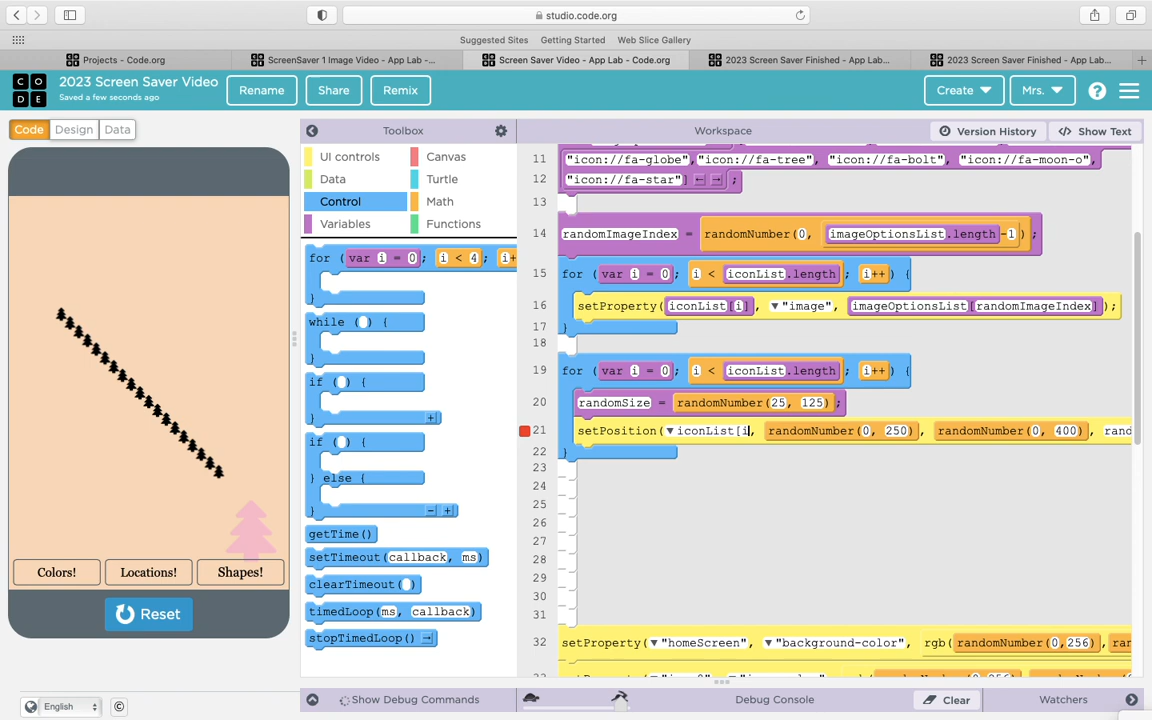 studio.code.org
Suggested Sites Getting Started Web Slice Gallery
Projects - Code.org
ScreenSaver 1 Image Video - App Lab -...
Screen Saver Video - App Lab - Code.org
2023 Screen Saver Finished - App Lab...
2023 Screen Saver Finished - App Lab...
CODE
2023 Screen Saver Video
Saved a few seconds ago
Rename
Share
Remix
Create
Mrs.
Code Design Data
Toolbox
Workspace
Version History
Show Text
UI controls
Canvas
Data
Turtle
Control
Math
Variables
Functions
for ( var i = 0; i < 4; i+
}
while ( ) {
}
if ( ) {
} +
if ( ) {
} else {
} - +
getTime()
setTimeout(callback, ms)
clearTimeout( )
timedLoop(ms, callback)
stopTimedLoop() →
11 "icon://fa-globe","icon://fa-tree", "icon://fa-bolt", "icon://fa-moon-o",
12 "icon://fa-star"] ← → ;
13
14 randomImageIndex = randomNumber(0, imageOptionsList.length-1);
15 for ( var i = 0; i < iconList.length; i++) {
16 setProperty(iconList[i], ▼"image", imageOptionsList[randomImageIndex]);
17 }
18
19 for ( var i = 0; i < iconList.length; i++) {
20 randomSize = randomNumber(25, 125);
21 setPosition(▼iconList[i, randomNumber(0, 250), randomNumber(0, 400), rand
22 }
23
24
25
26
27
28
29
30
31
32 setProperty(▼"homeScreen", ▼"background-color", rgb(randomNumber(0,256), ran
Colors!
Locations!
Shapes!
Reset
English
©
Show Debug Commands
Debug Console
Clear
Watchers